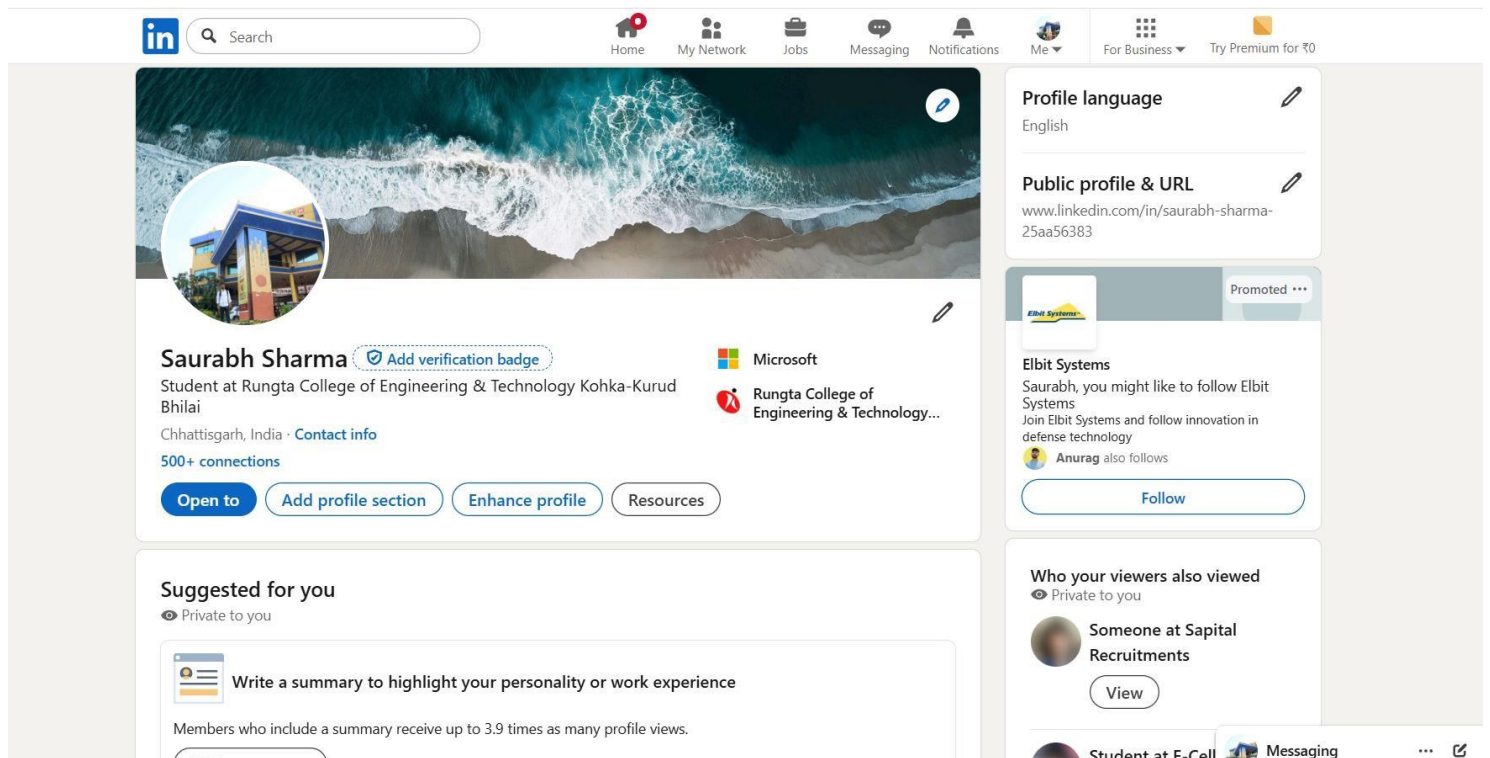 in
Search
Home
My Network
Jobs
Messaging
Notifications
Me
For Business
Try Premium for ₹0
Saurabh Sharma
Add verification badge
Student at Rungta College of Engineering & Technology Kohka-Kurud
Bhilai
Chhattisgarh, India · Contact info
500+ connections
Open to
Add profile section
Enhance profile
Resources
Microsoft
Rungta College of
Engineering & Technology...
Suggested for you
Private to you
Write a summary to highlight your personality or work experience
Members who include a summary receive up to 3.9 times as many profile views.
Profile language
English
Public profile & URL
www.linkedin.com/in/saurabh-sharma-
25aa56383
Promoted ...
Elbit Systems
Elbit Systems
Saurabh, you might like to follow Elbit
Systems
Join Elbit Systems and follow innovation in
defense technology
Anurag also follows
Follow
Who your viewers also viewed
Private to you
Someone at Sapital
Recruitments
View
Student at E-Cell
Messaging